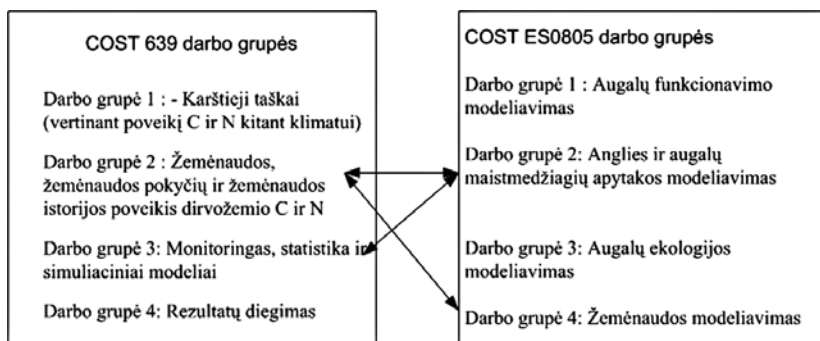 COST 639 darbo grupės
Darbo grupė 1 : - Karštieji taškai
(vertinant poveikį C ir N kitant klimatui)
Darbo grupė 2 : Žemėnaudos,
žemėnaudos pokyčių ir žemėnaudos
istorijos poveikis dirvožemio C ir N
Darbo grupė 3: Monitoringas, statistika ir
simuliaciniai modeliai
Darbo grupė 4: Rezultatų diegimas
COST ES0805 darbo grupės
Darbo grupė 1 : Augalų funkcionavimo
modeliavimas
Darbo grupė 2: Anglies ir augalų
maistmedžiagių apytakos modeliavimas
Darbo grupė 3: Augalų ekologijos
modeliavimas
Darbo grupė 4: Žemėnaudos modeliavimas